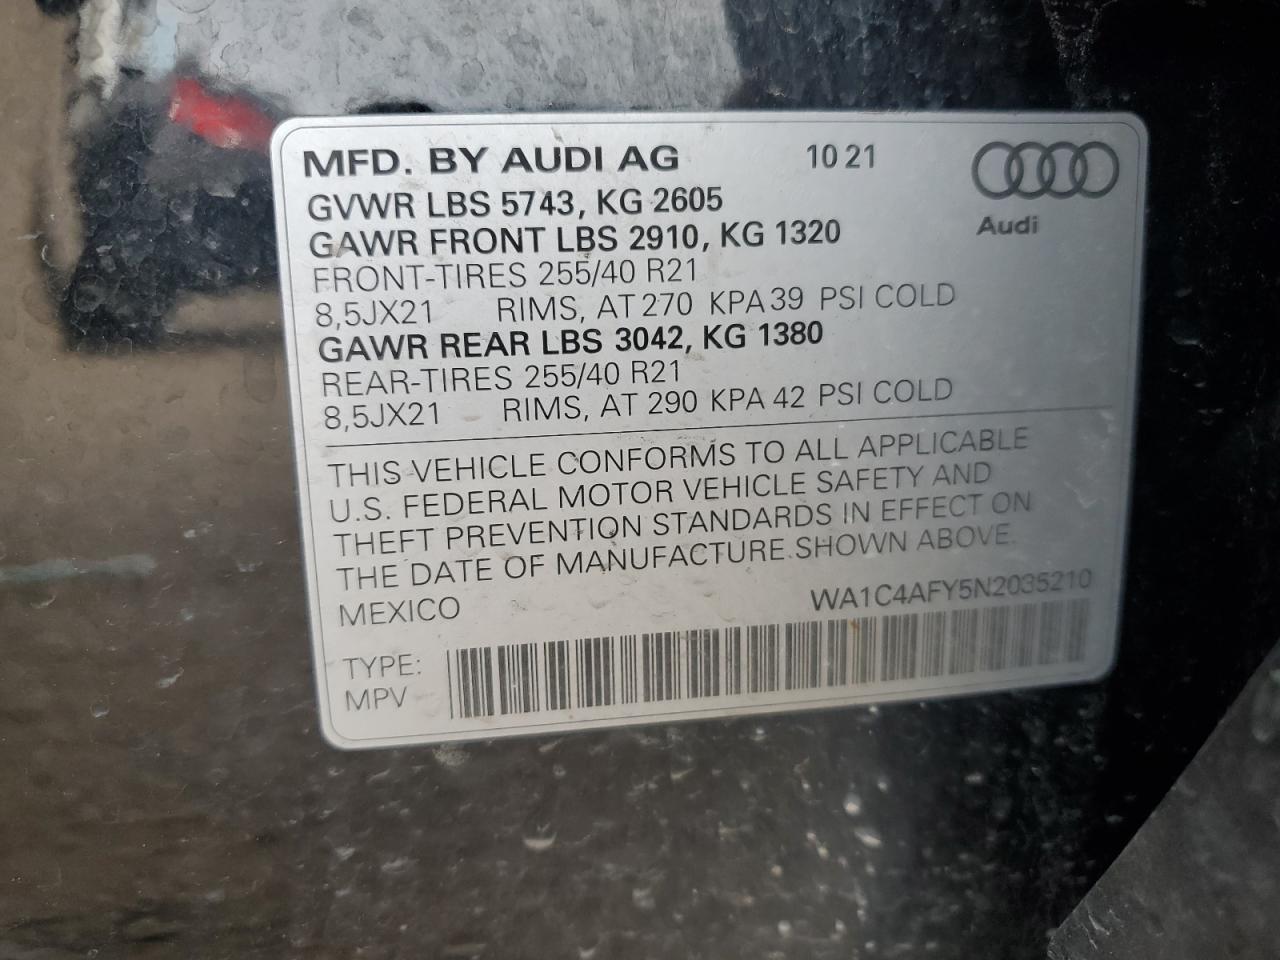 MFD. BY AUDI AG 10 21
GVWR LBS 5743, KG 2605
GAWR FRONT LBS 2910, KG 1320
Audi
FRONT-TIRES 255/40 R21
8,5JX21 RIMS, AT 270 KPA 39 PSI COLD
GAWR REAR LBS 3042, KG 1380
REAR-TIRES 255/40 R21
8,5JX21 RIMS, AT 290 KPA 42 PSI COLD
THIS VEHICLE CONFORMS TO ALL APPLICABLE
U.S. FEDERAL MOTOR VEHICLE SAFETY AND
THEFT PREVENTION STANDARDS IN EFFECT ON
THE DATE OF MANUFACTURE SHOWN ABOVE.
MEXICO WA1C4AFY5N2035210
TYPE:
MPV